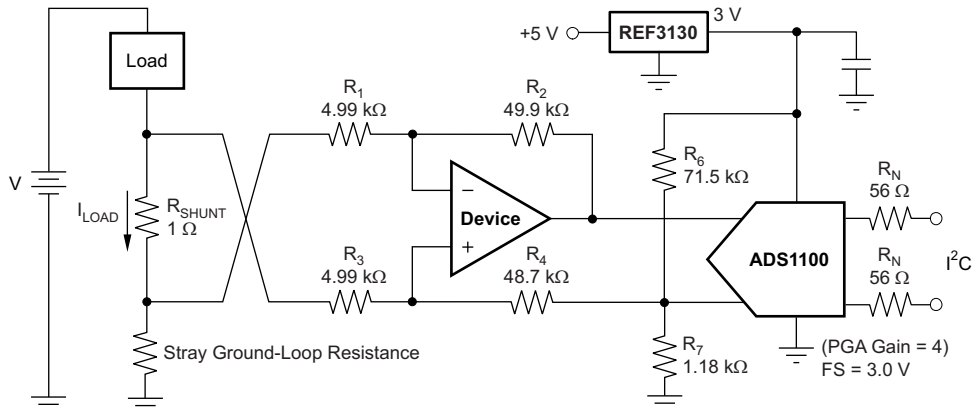 +5 V
REF3130
3 V
Load
R1
4.99 kΩ
R2
49.9 kΩ
R6
71.5 kΩ
V
ILOAD
RSHUNT
1 Ω
−
Device
+
RN
56 Ω
ADS1100
I²C
R3
4.99 kΩ
R4
48.7 kΩ
RN
56 Ω
Stray Ground-Loop Resistance
R7
1.18 kΩ
(PGA Gain = 4)
FS = 3.0 V